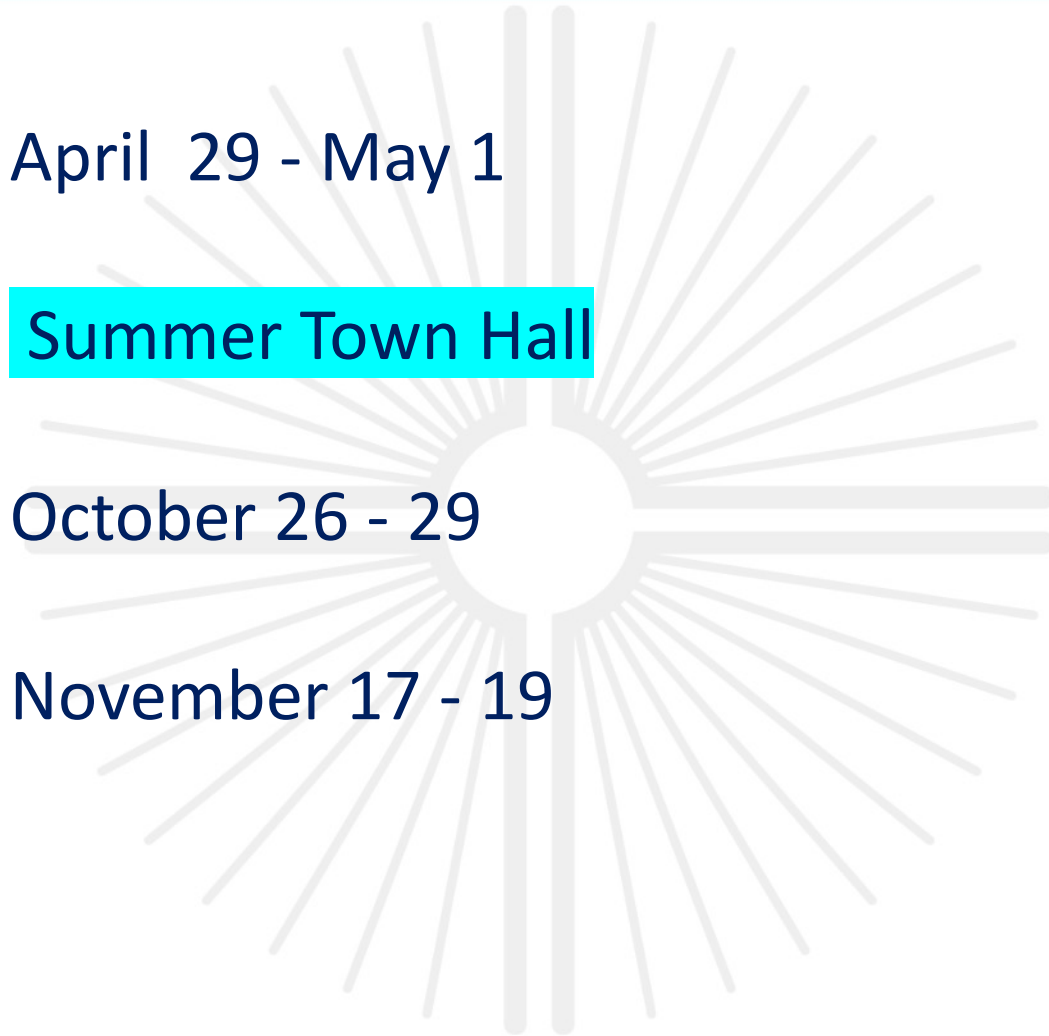 April  29 - May 1
Summer Town Hall
October 26 - 29
November 17 - 19